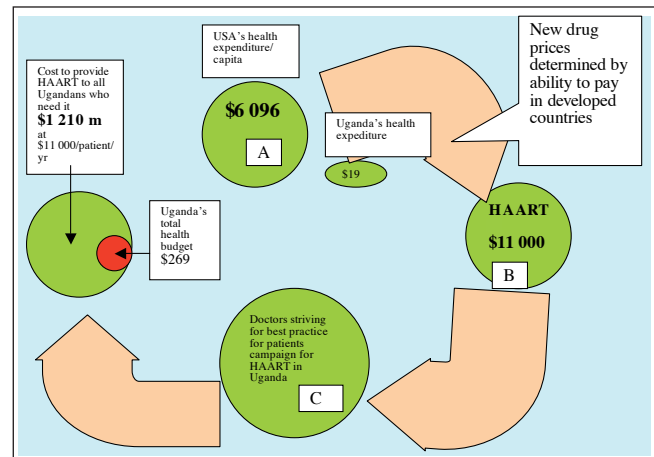 USA's health
expenditure/
capita
$6 096
A
New drug
prices
determined by
ability to pay
in developed
countries
Cost to provide
HAART to all
Ugandans who
need it
$1 210 m
at
$11 000/patient/
yr
Uganda's health
expediture
$19
HAART
$11 000
B
Uganda's
total
health
budget
$269
Doctors striving
for best practice
for patients
campaign for
HAART in
Uganda
C